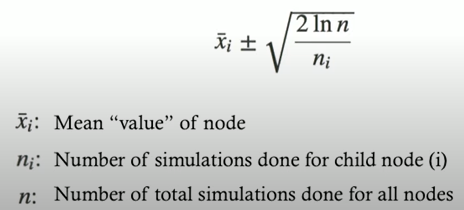 x̄ᵢ ± √(2 ln n / nᵢ)
x̄ᵢ: Mean “value” of node
nᵢ: Number of simulations done for child node (i)
n: Number of total simulations done for all nodes